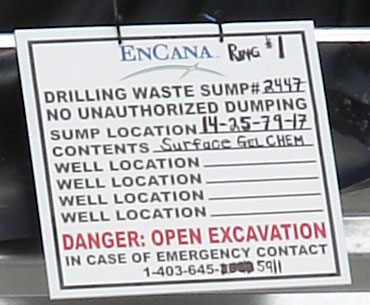 ENCANA™ RING #1
DRILLING WASTE SUMP# 2447
NO UNAUTHORIZED DUMPING
SUMP LOCATION 14-25-79-17
CONTENTS Surface GEL CHEM
WELL LOCATION
WELL LOCATION
WELL LOCATION
WELL LOCATION
DANGER: OPEN EXCAVATION
IN CASE OF EMERGENCY CONTACT
1-403-645- 5911